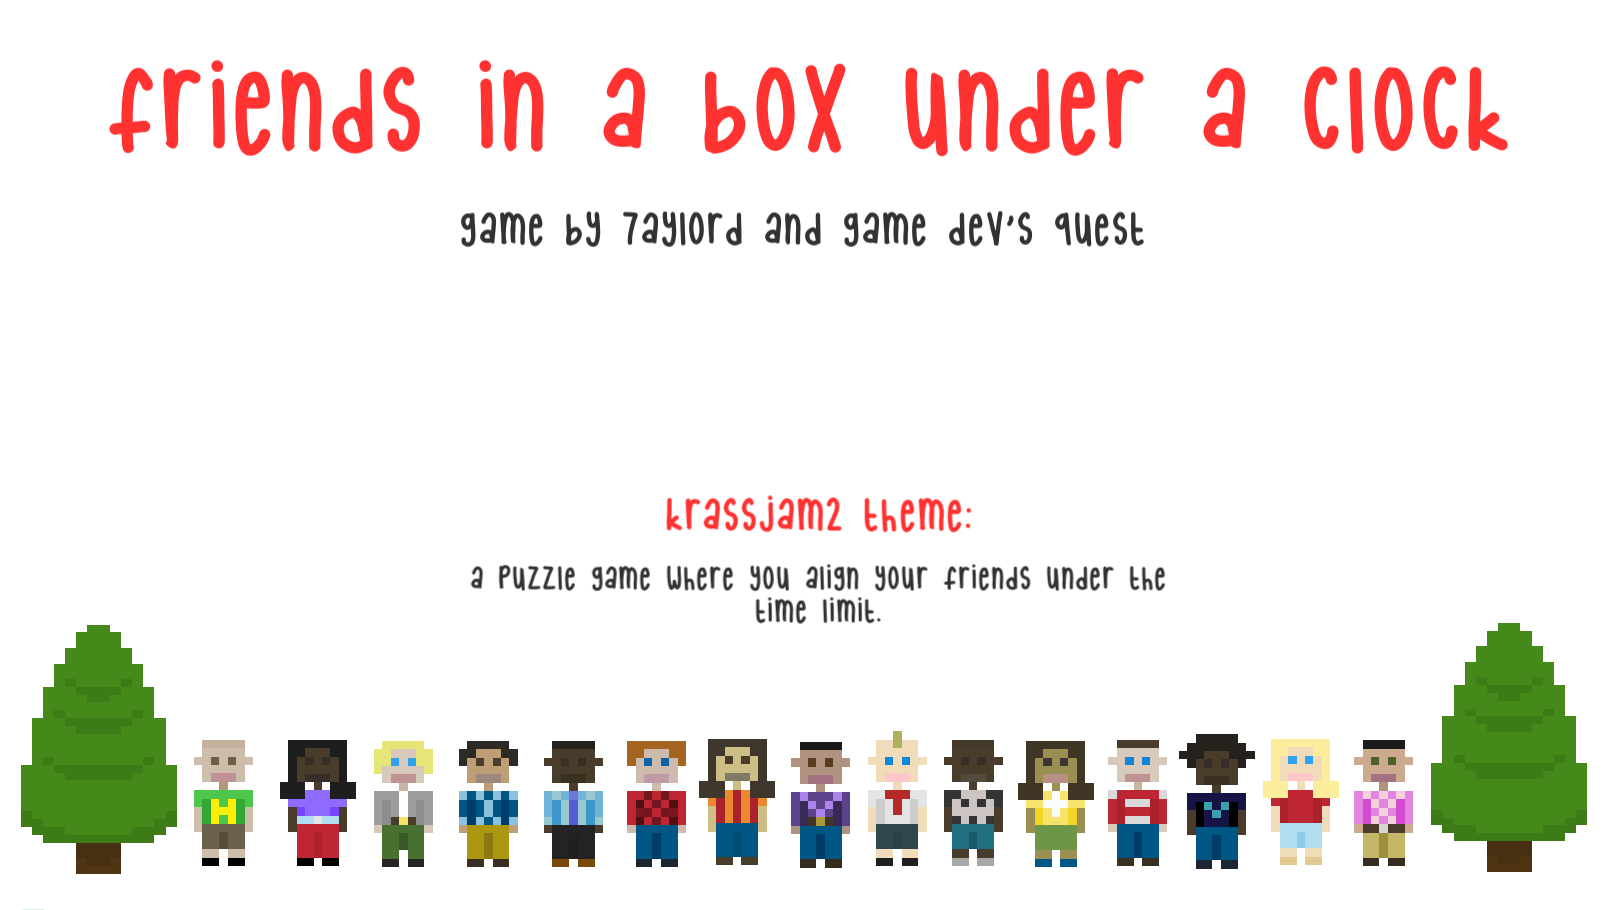 friends in a box under a clock
game by 7aylord and game dev's quest
krassjam2 theme:
a puzzle game where you align your friends under the
time limit.